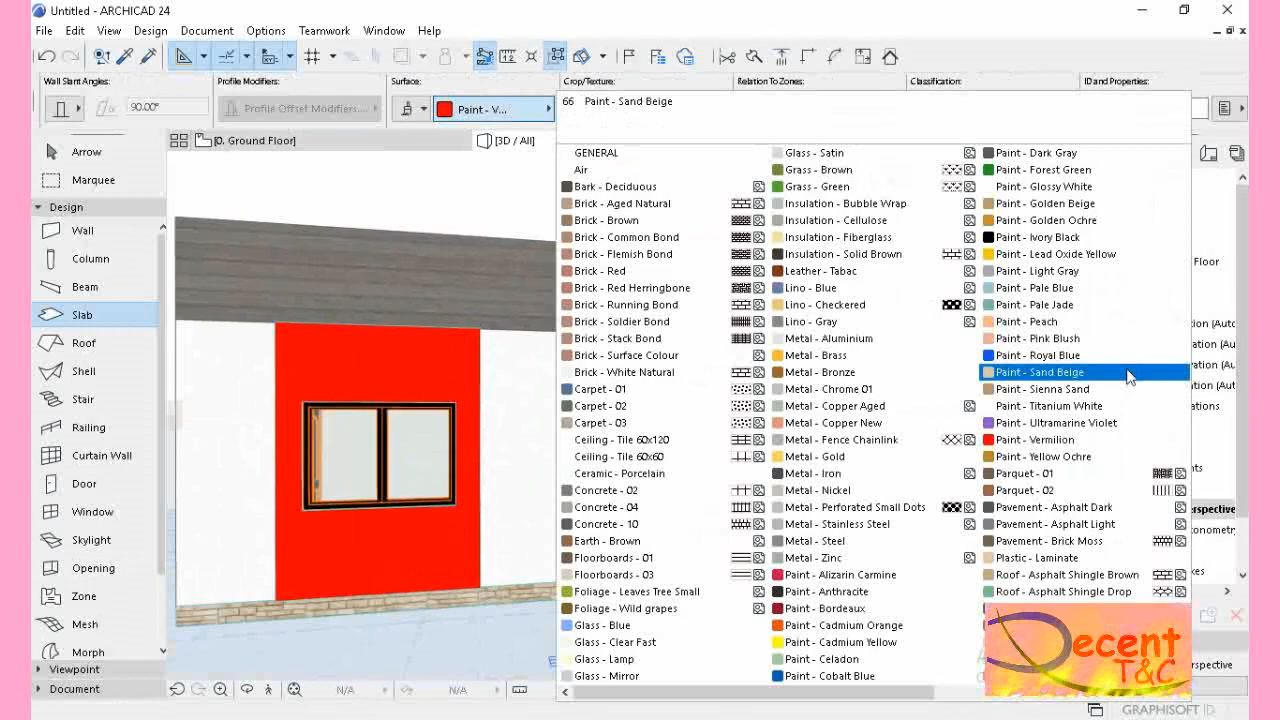 Untitled - ARCHICAD 24
File Edit View Design Document Options Teamwork Window Help
Wall Slant Angles: Profile Modifiers: Surface: Crop/Texture: Relation To Zones: Classification: ID and Properties:
90.00° Profile Offset Modifiers... Paint - V...
66 Paint - Sand Beige
[0. Ground Floor] [3D / All]
Arrow
Marquee
Design
Wall
Column
Beam
Slab
Roof
Shell
Stair
Railing
Curtain Wall
Door
Window
Skylight
Opening
Zone
Mesh
Morph
Viewpoint
Document
GENERAL
Air
Bark - Deciduous
Brick - Aged Natural
Brick - Brown
Brick - Common Bond
Brick - Flemish Bond
Brick - Red
Brick - Red Herringbone
Brick - Running Bond
Brick - Soldier Bond
Brick - Stack Bond
Brick - Surface Colour
Brick - White Natural
Carpet - 01
Carpet - 02
Carpet - 03
Ceiling - Tile 60x120
Ceiling - Tile 60x60
Ceramic - Porcelain
Concrete - 02
Concrete - 04
Concrete - 10
Earth - Brown
Floorboards - 01
Floorboards - 03
Foliage - Leaves Tree Small
Foliage - Wild grapes
Glass - Blue
Glass - Clear Fast
Glass - Lamp
Glass - Mirror
Glass - Satin
Grass - Brown
Grass - Green
Insulation - Bubble Wrap
Insulation - Cellulose
Insulation - Fiberglass
Insulation - Solid Brown
Leather - Tabac
Lino - Blue
Lino - Checkered
Lino - Gray
Metal - Aluminium
Metal - Brass
Metal - Bronze
Metal - Chrome 01
Metal - Copper Aged
Metal - Copper New
Metal - Fence Chainlink
Metal - Gold
Metal - Iron
Metal - Nickel
Metal - Perforated Small Dots
Metal - Stainless Steel
Metal - Steel
Metal - Zinc
Paint - Alizarin Carmine
Paint - Anthracite
Paint - Bordeaux
Paint - Cadmium Orange
Paint - Cadmium Yellow
Paint - Celadon
Paint - Cobalt Blue
Paint - Dark Gray
Paint - Forest Green
Paint - Glossy White
Paint - Golden Beige
Paint - Golden Ochre
Paint - Ivory Black
Paint - Lead Oxide Yellow
Paint - Light Gray
Paint - Pale Blue
Paint - Pale Jade
Paint - Peach
Paint - Pink Blush
Paint - Royal Blue
Paint - Sand Beige
Paint - Sienna Sand
Paint - Titanium White
Paint - Ultramarine Violet
Paint - Vermilion
Paint - Yellow Ochre
Parquet - 01
Parquet - 02
Pavement - Asphalt Dark
Pavement - Asphalt Light
Pavement - Brick Moss
Plastic - Laminate
Roof - Asphalt Shingle Brown
Roof - Asphalt Shingle Drop
Floor
Decent
T&C
N/A N/A
GRAPHISOFT ID